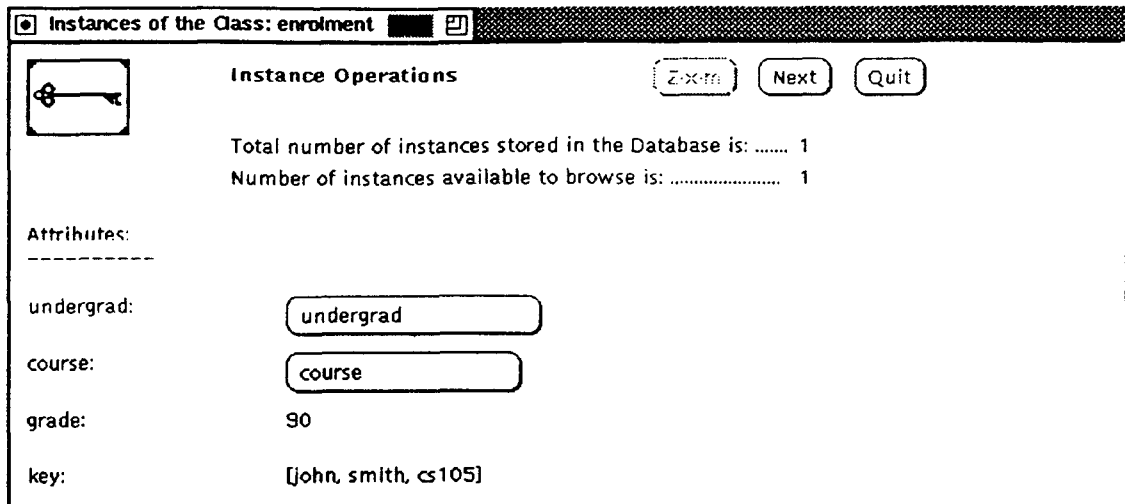 Instances of the Class: enrolment
Instance Operations
Next
Quit
Total number of instances stored in the Database is: ....... 1
Number of instances available to browse is: ....................... 1
Attributes:
----------
undergrad: undergrad
course: course
grade: 90
key: [john, smith, cs105]